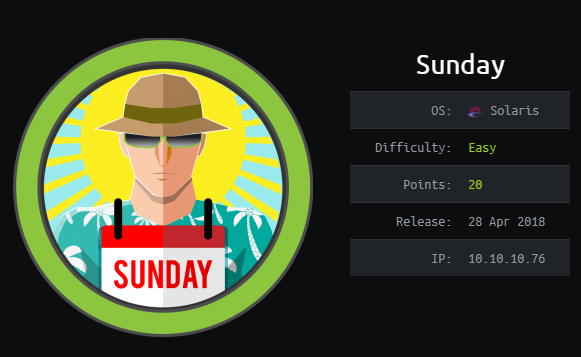 SUNDAY
Sunday
OS: Solaris
Difficulty: Easy
Points: 20
Release: 28 Apr 2018
IP: 10.10.10.76